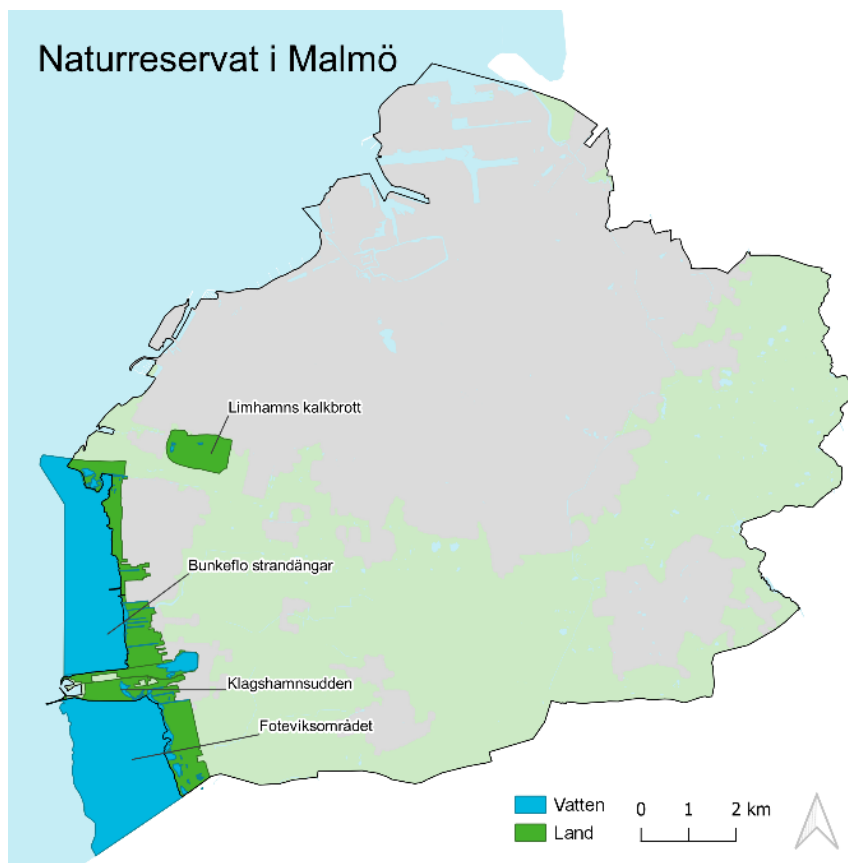 Naturreservat i Malmö
Limhamns kalkbrott
Bunkeflo strandängar
Klagshamnsudden
Foteviksområdet
Vatten
Land
0 1 2 km